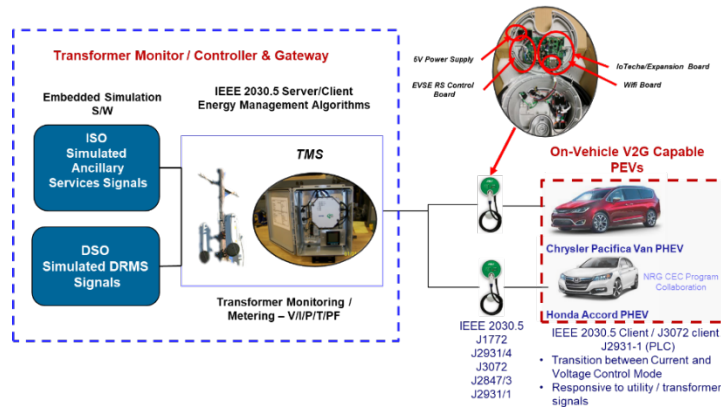 Transformer Monitor / Controller & Gateway
Embedded Simulation
S/W
IEEE 2030.5 Server/Client
Energy Management Algorithms
ISO
Simulated
Ancillary
Services Signals
DSO
Simulated DRMS
Signals
TMS
Transformer Monitoring /
Metering – V/I/P/T/PF
5V Power Supply
EVSE RS Control
Board
IoTecha/Expansion Board
Wifi Board
On-Vehicle V2G Capable
PEVs
Chrysler Pacifica Van PHEV
NRG CEC Program
Collaboration
Honda Accord PHEV
IEEE 2030.5
J1772
J2931/4
J3072
J2847/3
J2931/1
IEEE 2030.5 Client / J3072 client
J2931-1 (PLC)
• Transition between Current and
Voltage Control Mode
• Responsive to utility / transformer
signals